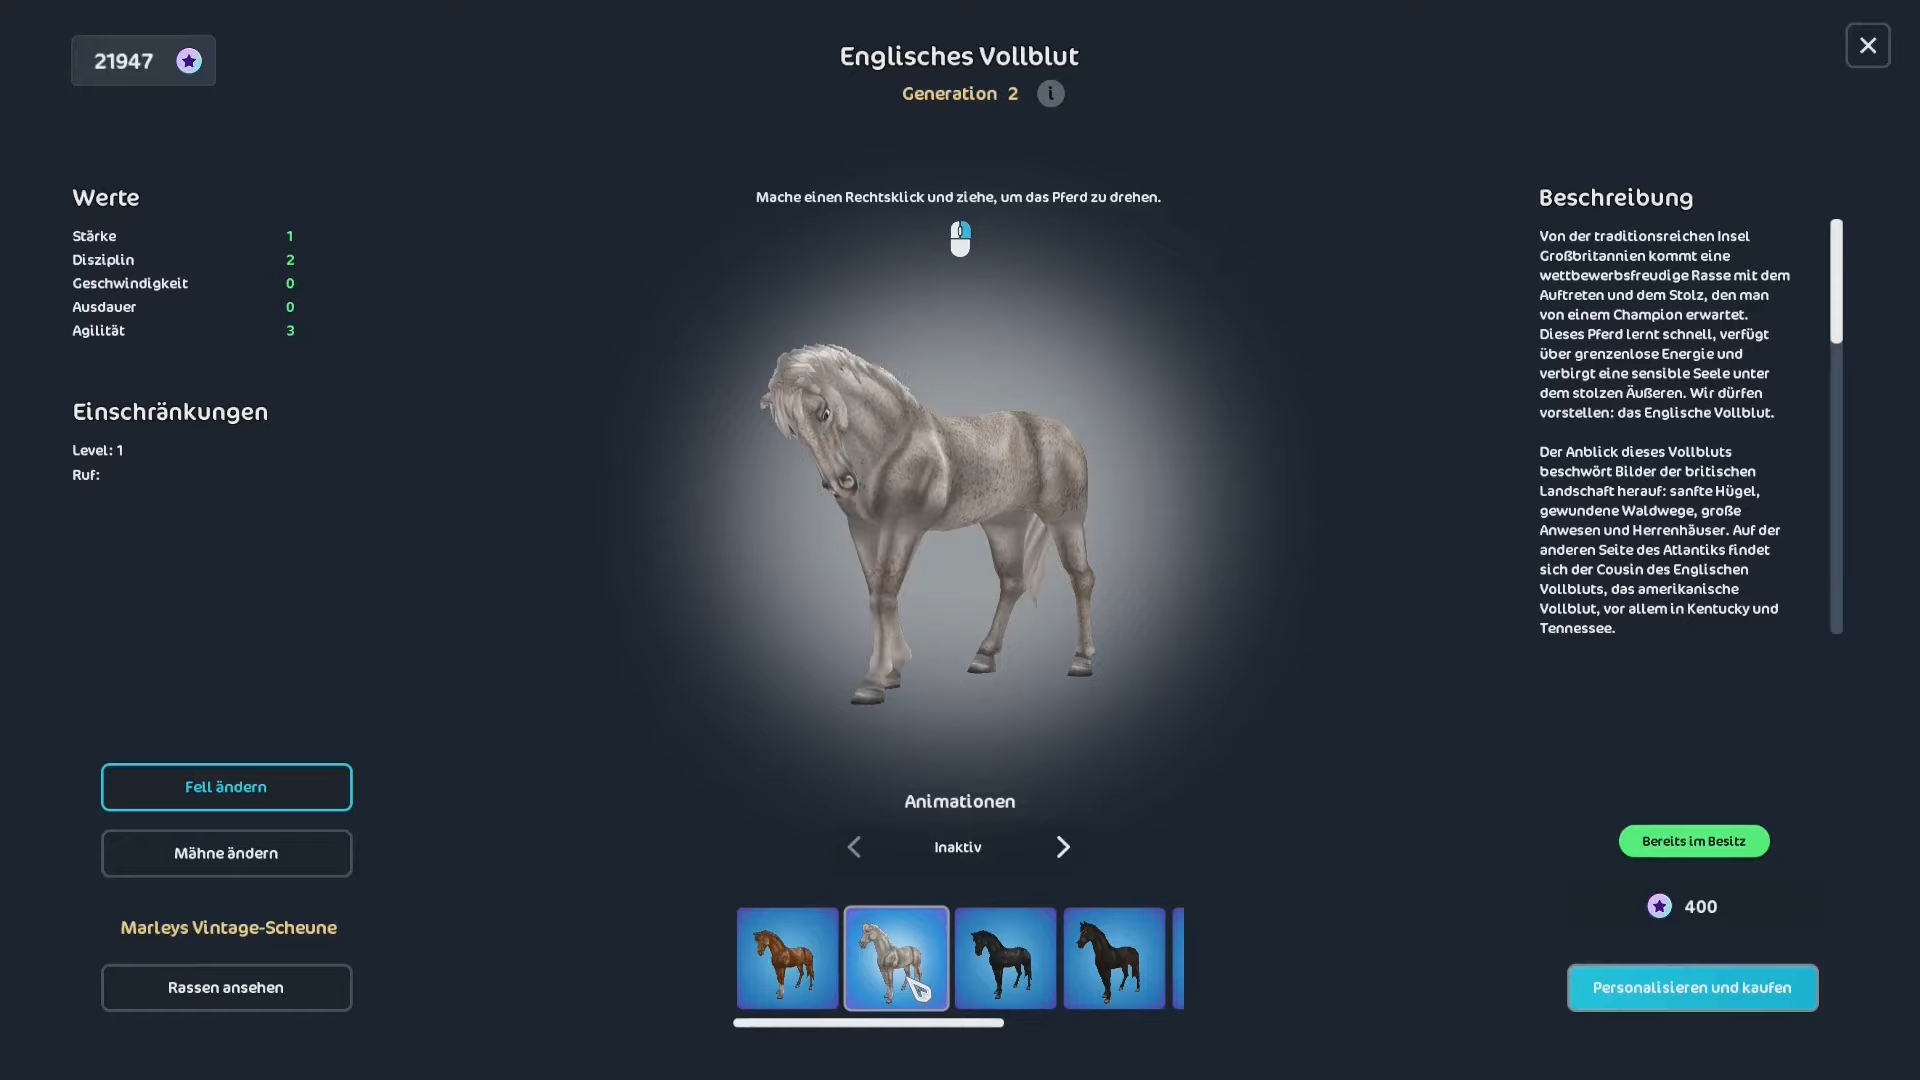 21947
Englisches Vollblut
Generation 2
i
Werte
Stärke 1
Disziplin 2
Geschwindigkeit 0
Ausdauer 0
Agilität 3
Einschränkungen
Level: 1
Ruf:
Mache einen Rechtsklick und ziehe, um das Pferd zu drehen.
Beschreibung
Von der traditionsreichen Insel
Großbritannien kommt eine
wettbewerbsfreudige Rasse mit dem
Auftreten und dem Stolz, den man
von einem Champion erwartet.
Dieses Pferd lernt schnell, verfügt
über grenzenlose Energie und
verbirgt eine sensible Seele unter
dem stolzen Äußeren. Wir dürfen
vorstellen: das Englische Vollblut.
Der Anblick dieses Vollbluts
beschwört Bilder der britischen
Landschaft herauf: sanfte Hügel,
gewundene Waldwege, große
Anwesen und Herrenhäuser. Auf der
anderen Seite des Atlantiks findet
sich der Cousin des Englischen
Vollbluts, das amerikanische
Vollblut, vor allem in Kentucky und
Tennessee.
Fell ändern
Mähne ändern
Marleys Vintage-Scheune
Rassen ansehen
Animationen
Inaktiv
Bereits im Besitz
400
Personalisieren und kaufen